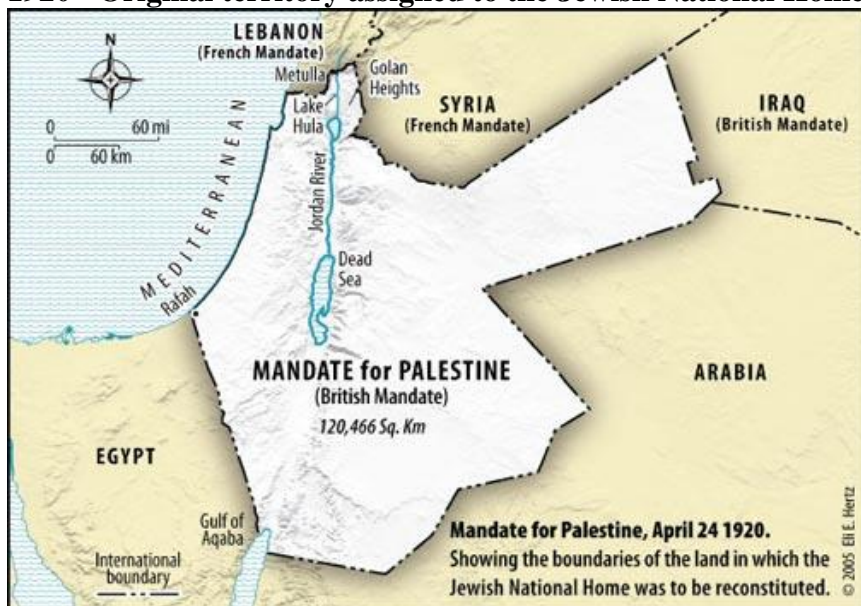 1920 - Original territory assigned to the Jewish National Home
LEBANON
(French Mandate)
N
Metulla
Golan
Heights
Lake
Hula
SYRIA
(French Mandate)
IRAQ
(British Mandate)
0 60 mi
0 60 km
MEDITERRANEAN
Jordan River
Rafah
Dead
Sea
MANDATE for PALESTINE
(British Mandate)
120,466 Sq. Km
ARABIA
EGYPT
Gulf of
Aqaba
International
boundary
Mandate for Palestine, April 24 1920.
Showing the boundaries of the land in which the
Jewish National Home was to be reconstituted.
© 2005 Eli E. Hertz